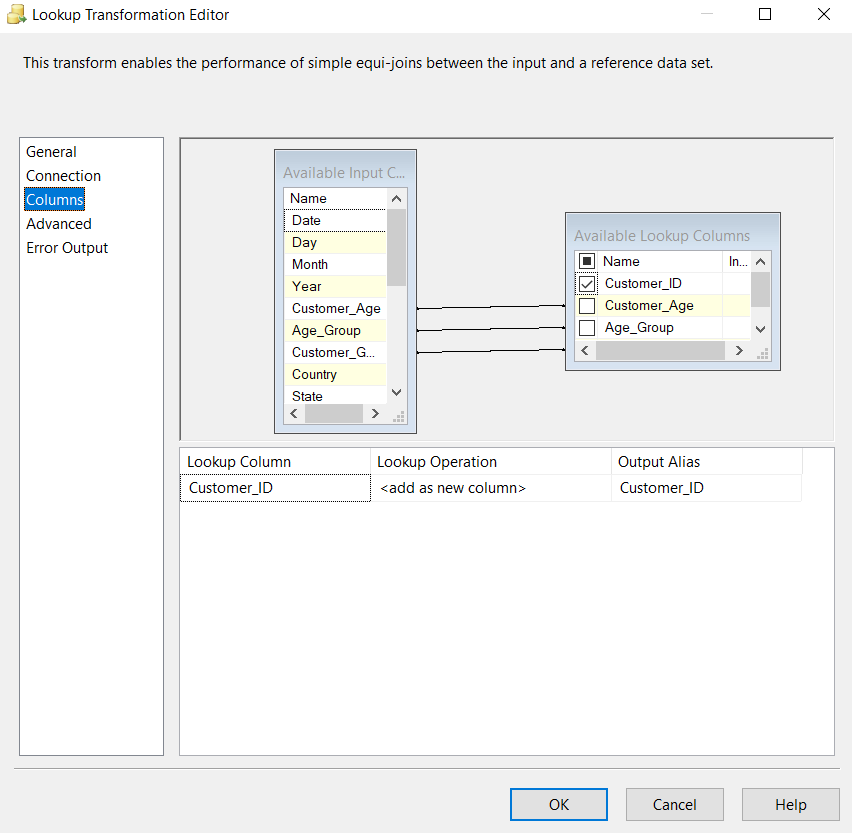 Lookup Transformation Editor
This transform enables the performance of simple equi-joins between the input and a reference data set.
General
Connection
Columns
Advanced
Error Output
Available Input C...
Name
Date
Day
Month
Year
Customer_Age
Age_Group
Customer_G...
Country
State
Available Lookup Columns
Name In...
Customer_ID
Customer_Age
Age_Group
Lookup Column Lookup Operation Output Alias
Customer_ID <add as new column> Customer_ID
OK Cancel Help